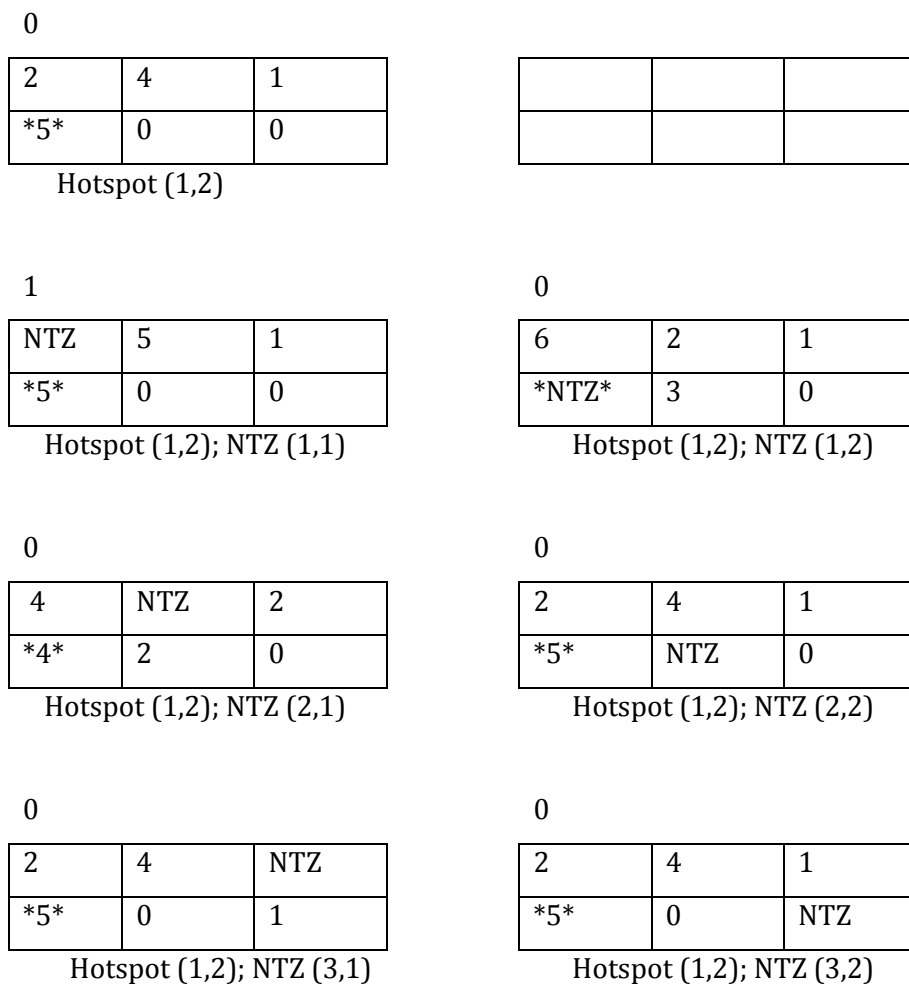 0
2 4 1
*5* 0 0
Hotspot (1,2)
1 0
NTZ 5 1 6 2 1
*5* 0 0 *NTZ* 3 0
Hotspot (1,2); NTZ (1,1) Hotspot (1,2); NTZ (1,2)
0 0
4 NTZ 2 2 4 1
*4* 2 0 *5* NTZ 0
Hotspot (1,2); NTZ (2,1) Hotspot (1,2); NTZ (2,2)
0 0
2 4 NTZ 2 4 1
*5* 0 1 *5* 0 NTZ
Hotspot (1,2); NTZ (3,1) Hotspot (1,2); NTZ (3,2)